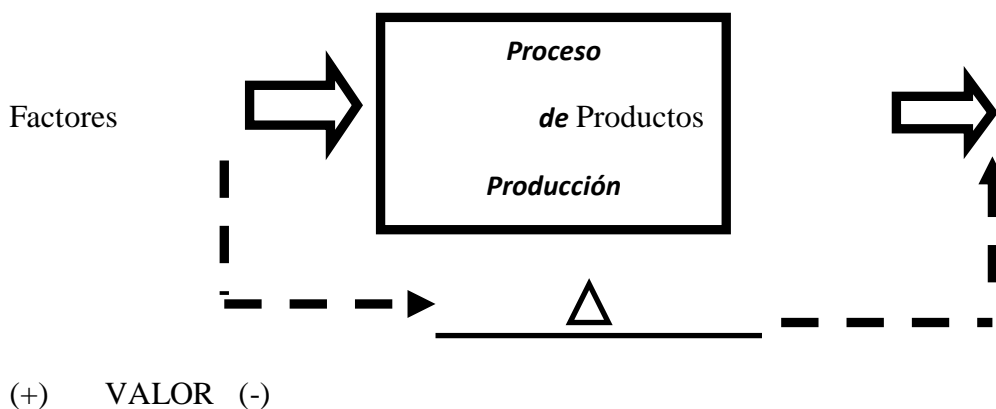 Proceso
Factores de Productos
Producción
(+) VALOR (-)